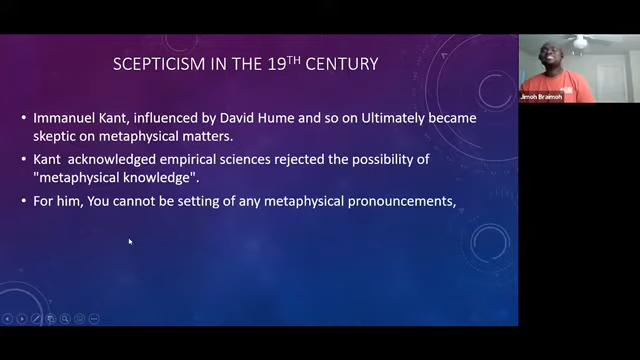 SCEPTICISM IN THE 19TH CENTURY
• Immanuel Kant, influenced by David Hume and so on Ultimately became
skeptic on metaphysical matters.
• Kant acknowledged empirical sciences rejected the possibility of
"metaphysical knowledge".
• For him, You cannot be setting of any metaphysical pronouncements,
Jimoh Braimoh